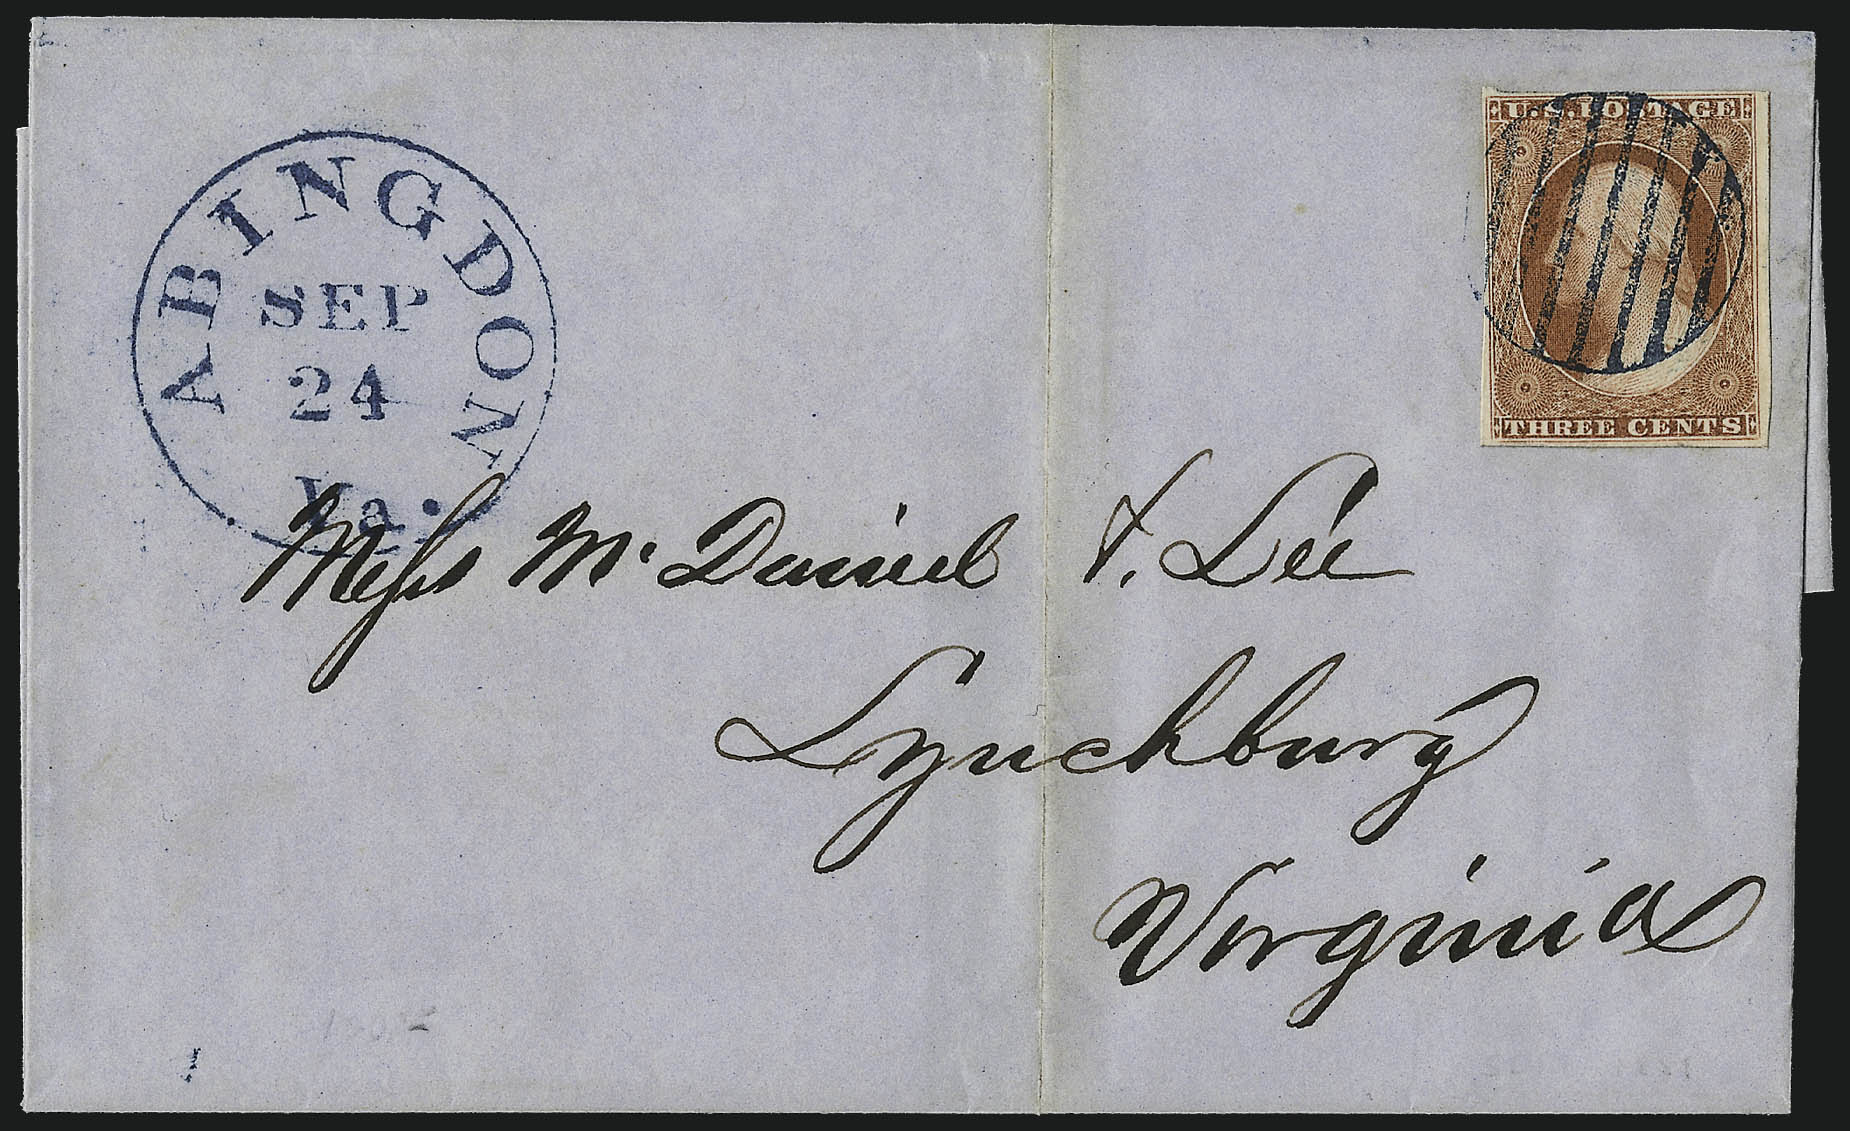 ABINGDON
SEP
24
Va.
U.S. POSTAGE
THREE CENTS
Mess McDaniel &. Lee
Lynchburg
Virginia